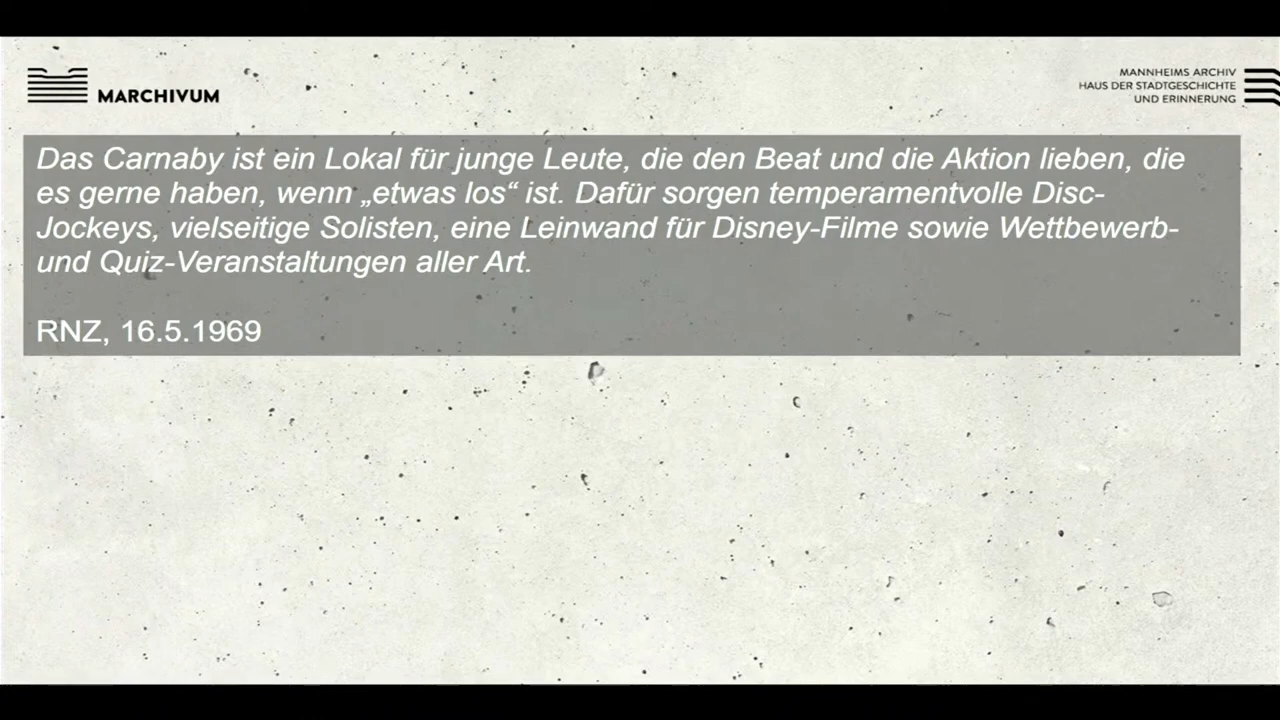 MARCHIVUM
MANNHEIMS ARCHIV
HAUS DER STADTGESCHICHTE
UND ERINNERUNG
Das Carnaby ist ein Lokal für junge Leute, die den Beat und die Aktion lieben, die
es gerne haben, wenn „etwas los“ ist. Dafür sorgen temperamentvolle Disc-
Jockeys, vielseitige Solisten, eine Leinwand für Disney-Filme sowie Wettbewerb-
und Quiz-Veranstaltungen aller Art.
RNZ, 16.5.1969